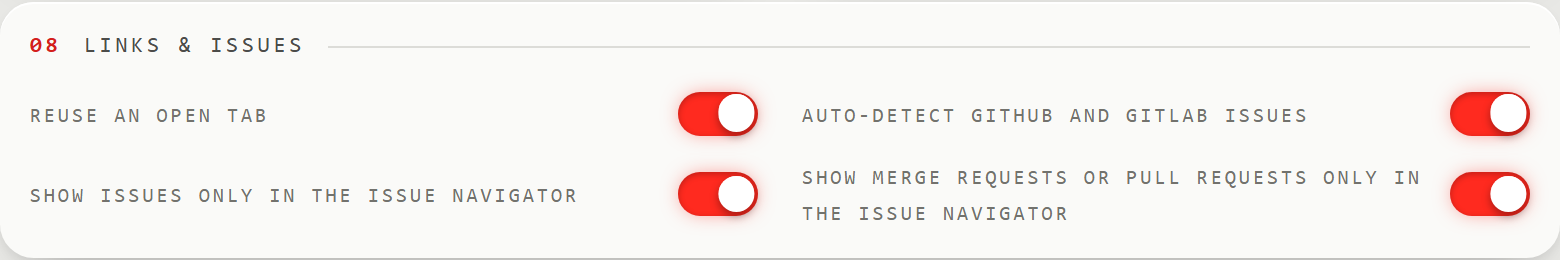 08 LINKS & ISSUES
REUSE AN OPEN TAB
AUTO-DETECT GITHUB AND GITLAB ISSUES
SHOW ISSUES ONLY IN THE ISSUE NAVIGATOR
SHOW MERGE REQUESTS OR PULL REQUESTS ONLY IN
THE ISSUE NAVIGATOR